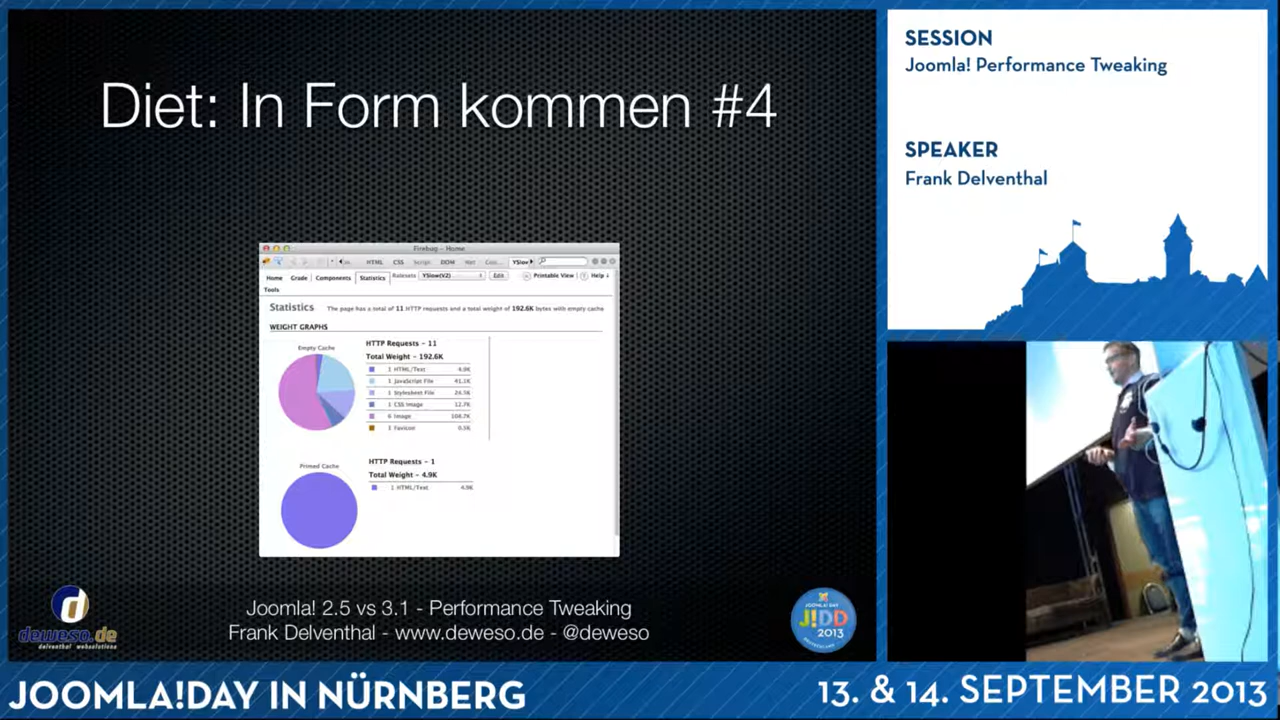 Diet: In Form kommen #4
Firebug - Home
HTML CSS Script DOM Net YSlow
Home Grade Components Statistics Rulesets YSlow(V2) Edit Printable View Help
Tools
Statistics The page has a total of 11 HTTP requests and a total weight of 192.6K bytes with empty cache
WEIGHT GRAPHS
Empty Cache
HTTP Requests - 11
Total Weight - 192.6K
1 HTML/Text 4.9K
1 JavaScript File 41.1K
1 Stylesheet File 24.5K
1 CSS Image 12.7K
6 Image 108.7K
1 Favicon 0.5K
Primed Cache
HTTP Requests - 1
Total Weight - 4.9K
1 HTML/Text 4.9K
deweso.de
delventhal websolutions
Joomla! 2.5 vs 3.1 - Performance Tweaking
Frank Delventhal - www.deweso.de - @deweso
JOOMLA! DAY
J!DD
2013
SESSION
Joomla! Performance Tweaking
SPEAKER
Frank Delventhal
JOOMLA!DAY IN NÜRNBERG
13. & 14. SEPTEMBER 2013